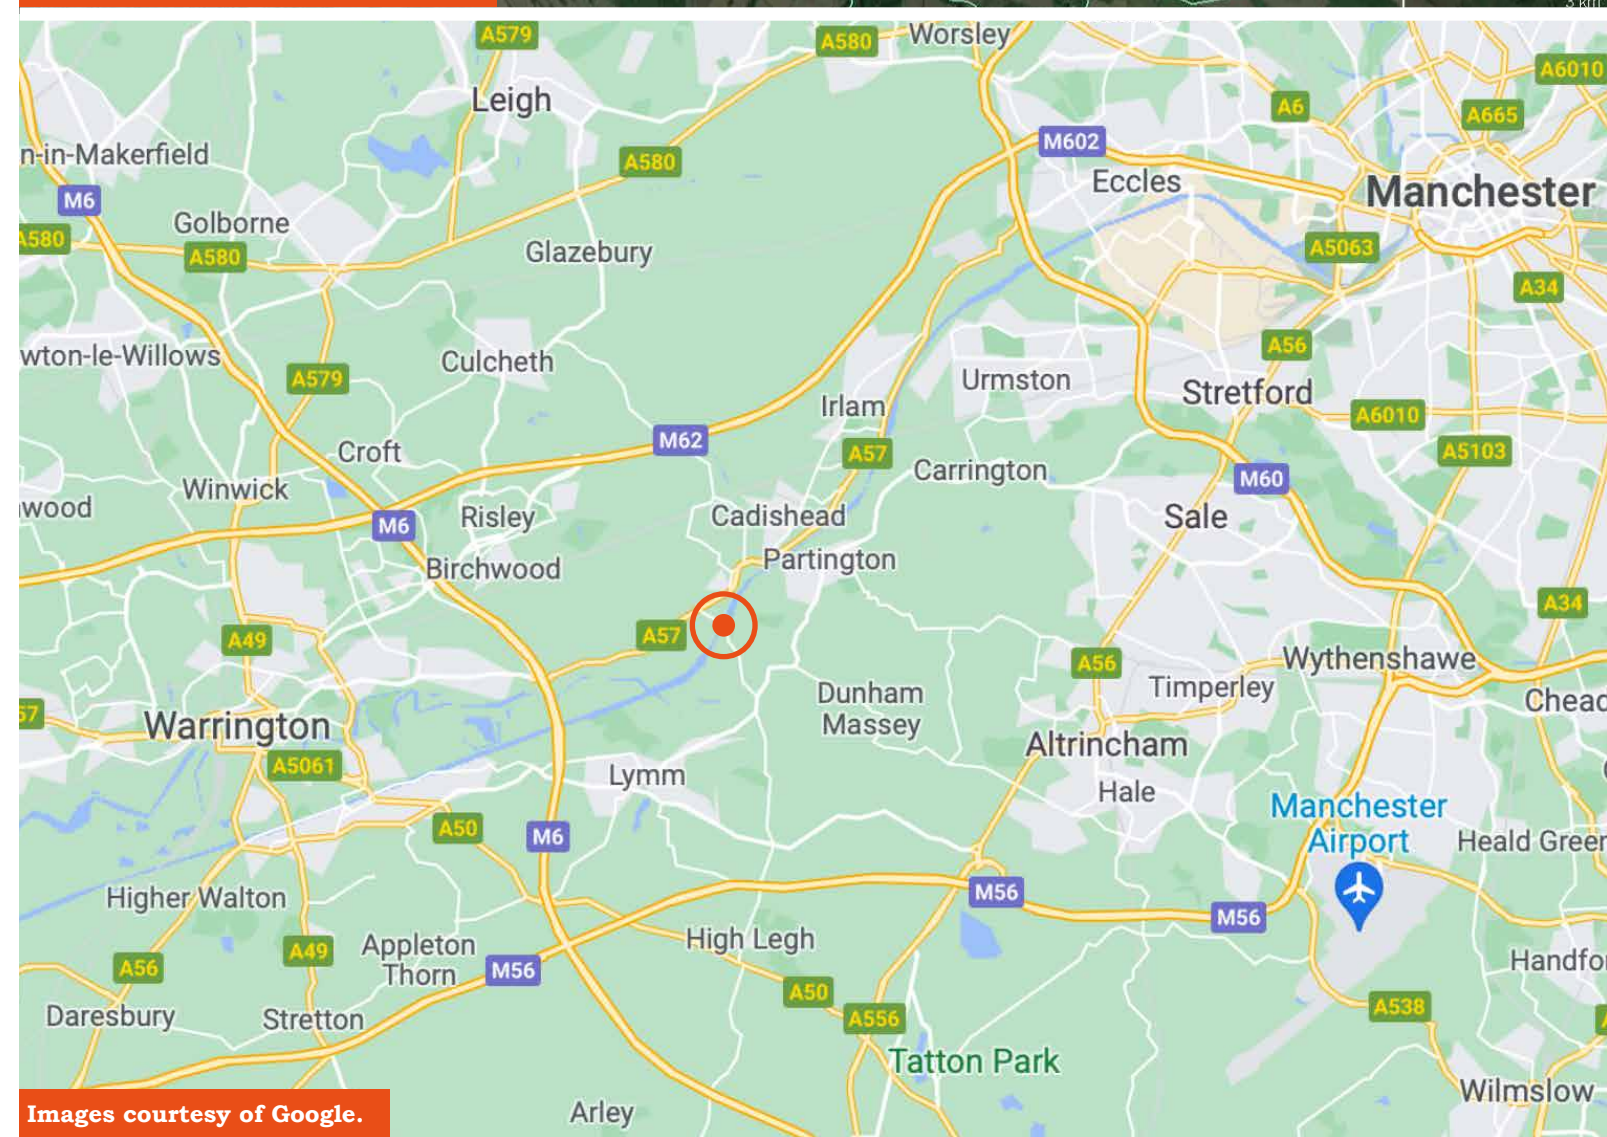 3 km
A579
A580
Worsley
A6010
Leigh
A6
A665
M602
n-in-Makerfield
A580
Eccles
Manchester
M6
Golborne
A580
A580
Glazebury
A5063
A34
wton-le-Willows
A56
Culcheth
A579
Urmston
Stretford
Irlam
A6010
M62
Croft
A57
A5103
Carrington
M60
Winwick
wood
Risley
Cadishead
Sale
M6
Partington
Birchwood
A34
A57
A49
A56
Wythenshawe
Timperley
Dunham
Massey
Chead
57
Warrington
Altrincham
A5061
Lymm
Hale
Manchester
Airport
A50
M6
Heald Green
M56
Higher Walton
M56
High Legh
Appleton
Thorn
A49
M56
A56
Handfo
A50
A538
Daresbury
Stretton
A556
Tatton Park
Wilmslow
Arley
Images courtesy of Google.